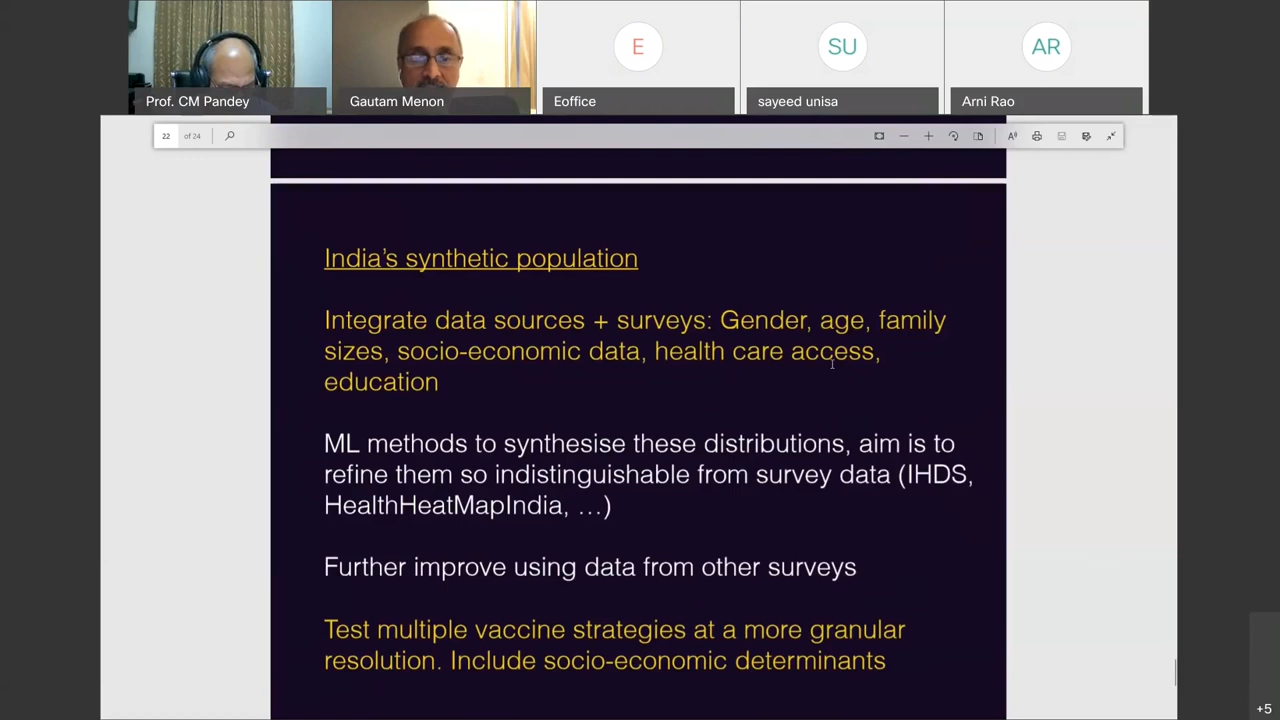 E
SU
AR
Prof. CM Pandey
Gautam Menon
Eoffice
sayeed unisa
Arni Rao
22 of 24
India's synthetic population
Integrate data sources + surveys: Gender, age, family
sizes, socio-economic data, health care access,
education
ML methods to synthesise these distributions, aim is to
refine them so indistinguishable from survey data (IHDS,
HealthHeatMapIndia, …)
Further improve using data from other surveys
Test multiple vaccine strategies at a more granular
resolution. Include socio-economic determinants
+5